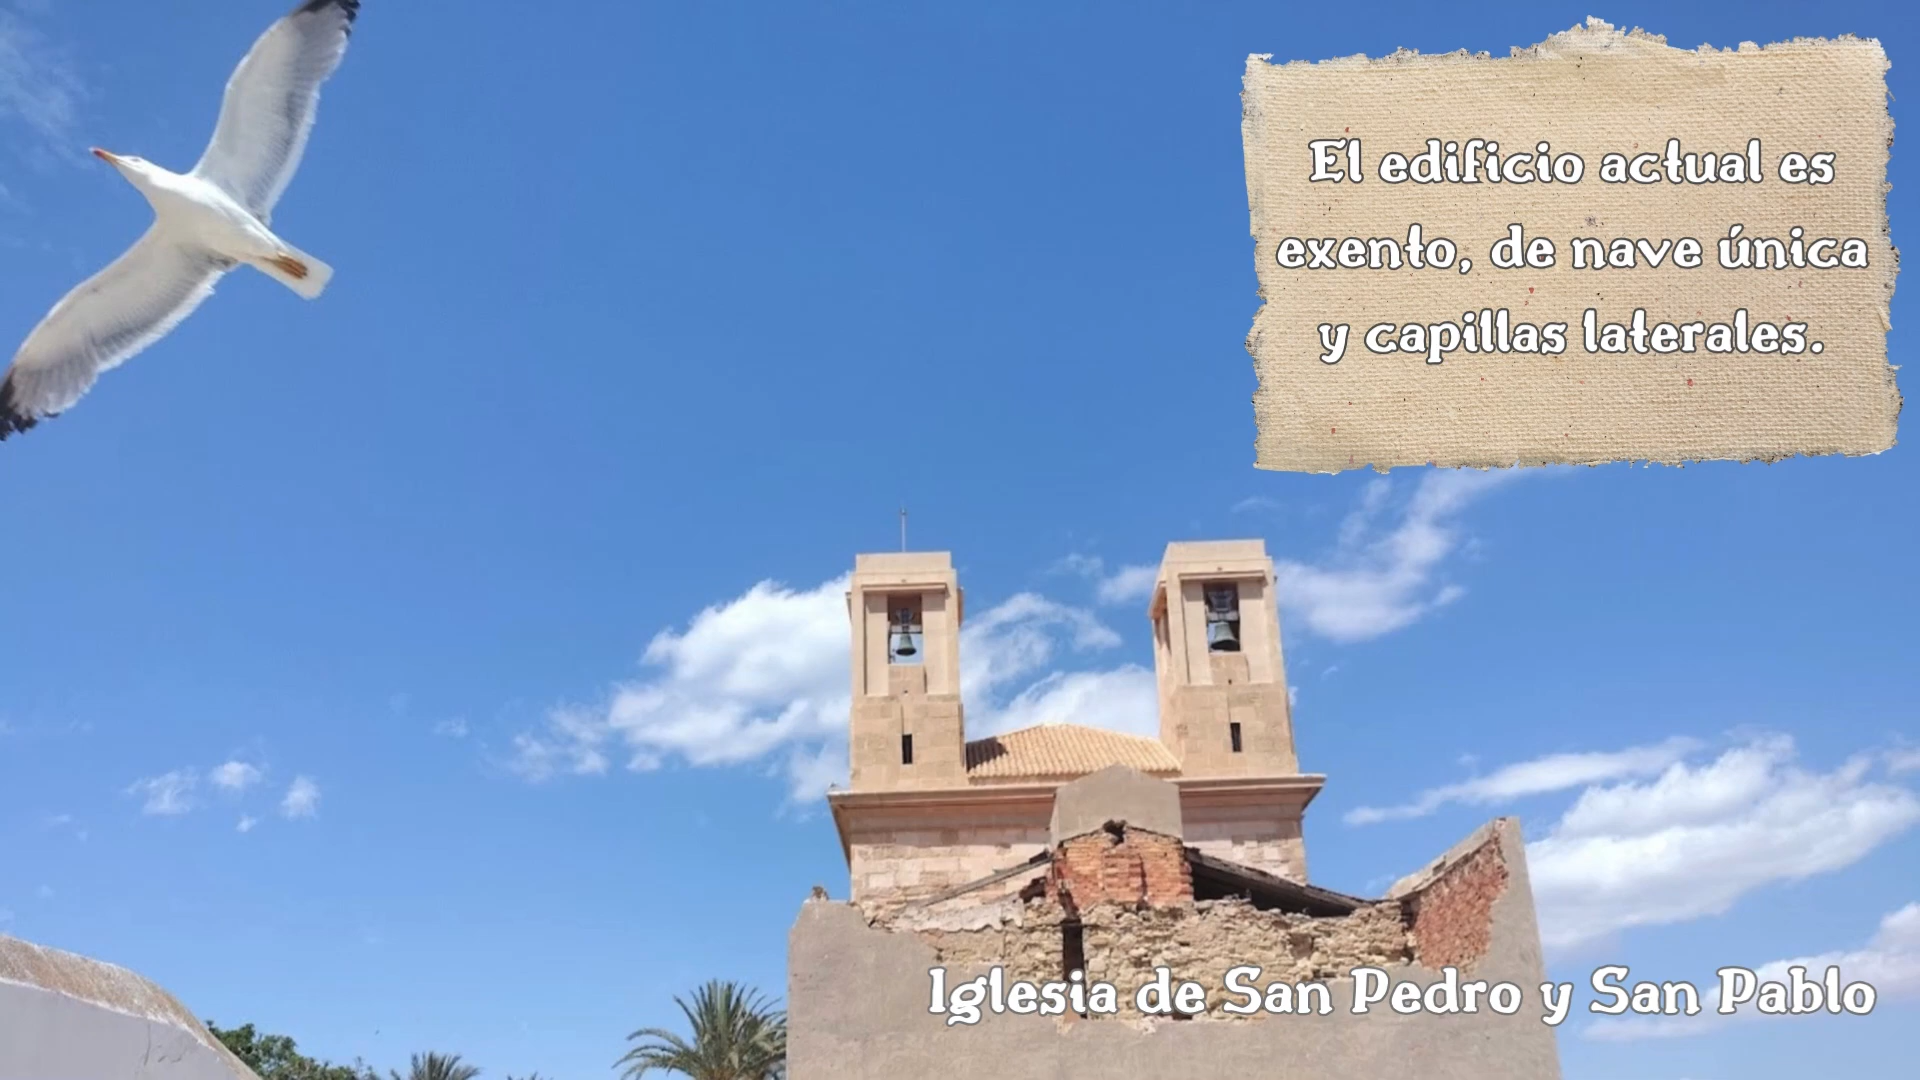 El edificio actual es
exento, de nave única
y capillas laterales.
Iglesia de San Pedro y San Pablo